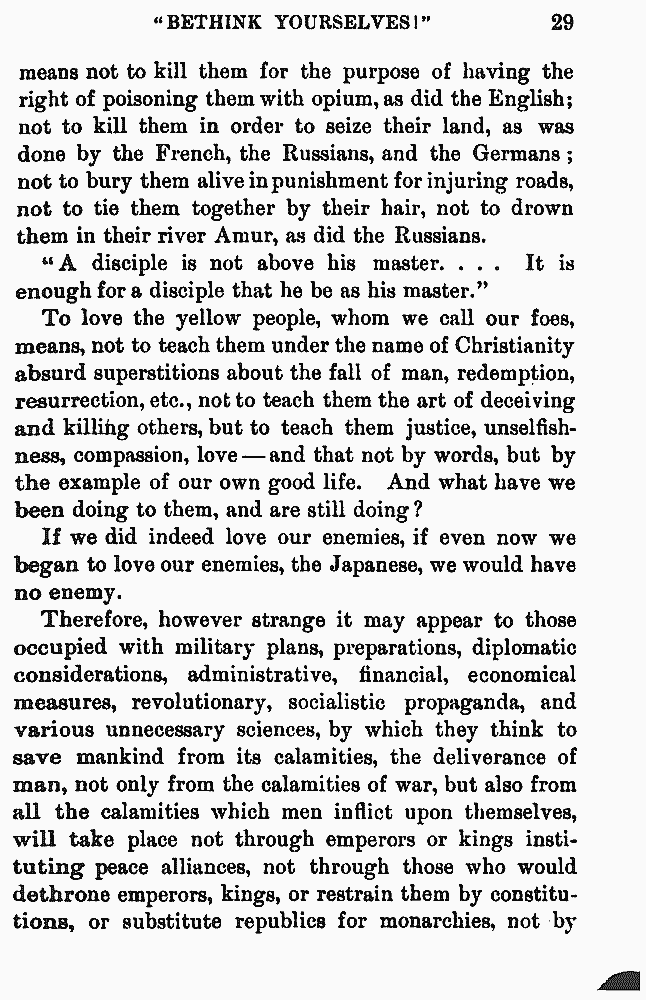 "BETHINK YOURSELVES!" 29
means not to kill them for the purpose of having the
right of poisoning them with opium, as did the English;
not to kill them in order to seize their land, as was
done by the French, the Russians, and the Germans;
not to bury them alive in punishment for injuring roads,
not to tie them together by their hair, not to drown
them in their river Amur, as did the Russians.
"A disciple is not above his master. . . . It is
enough for a disciple that he be as his master."
To love the yellow people, whom we call our foes,
means, not to teach them under the name of Christianity
absurd superstitions about the fall of man, redemption,
resurrection, etc., not to teach them the art of deceiving
and killing others, but to teach them justice, unselfish-
ness, compassion, love—and that not by words, but by
the example of our own good life. And what have we
been doing to them, and are still doing?
If we did indeed love our enemies, if even now we
began to love our enemies, the Japanese, we would have
no enemy.
Therefore, however strange it may appear to those
occupied with military plans, preparations, diplomatic
considerations, administrative, financial, economical
measures, revolutionary, socialistic propaganda, and
various unnecessary sciences, by which they think to
save mankind from its calamities, the deliverance of
man, not only from the calamities of war, but also from
all the calamities which men inflict upon themselves,
will take place not through emperors or kings insti-
tuting peace alliances, not through those who would
dethrone emperors, kings, or restrain them by constitu-
tions, or substitute republics for monarchies, not by